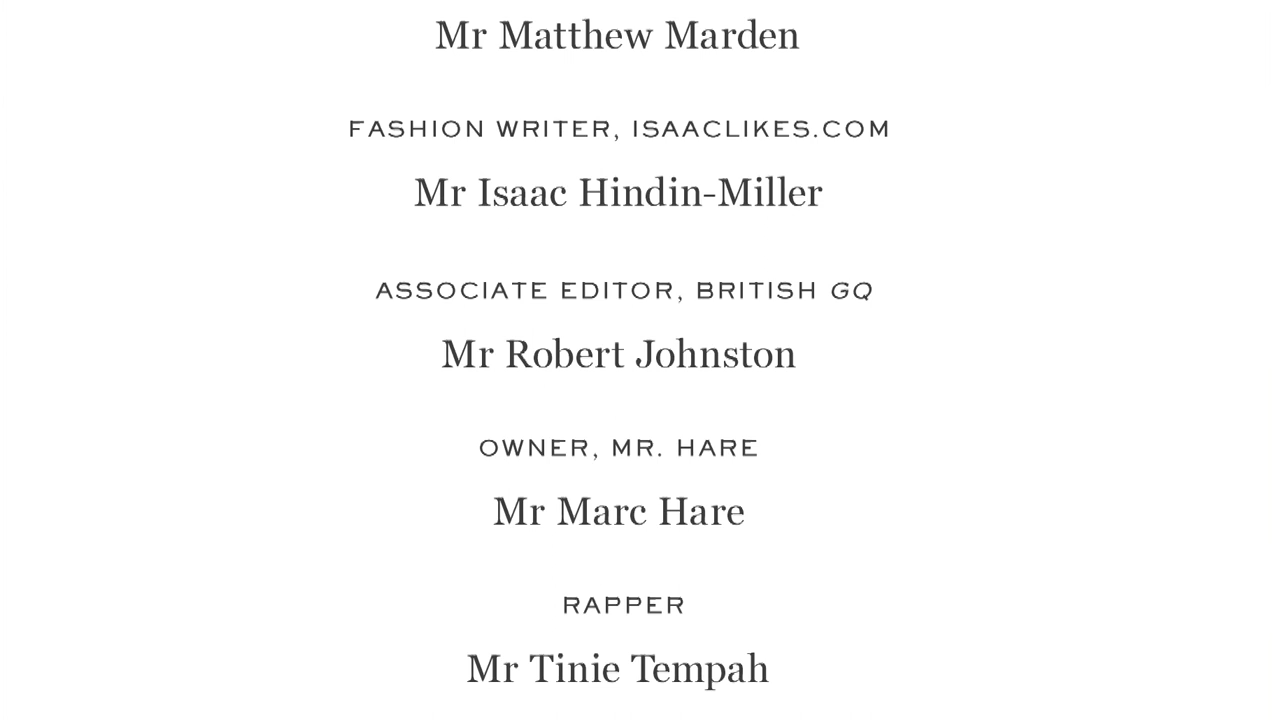 Mr Matthew Marden
FASHION WRITER, ISAACLIKES.COM
Mr Isaac Hindin-Miller
ASSOCIATE EDITOR, BRITISH GQ
Mr Robert Johnston
OWNER, MR. HARE
Mr Marc Hare
RAPPER
Mr Tinie Tempah